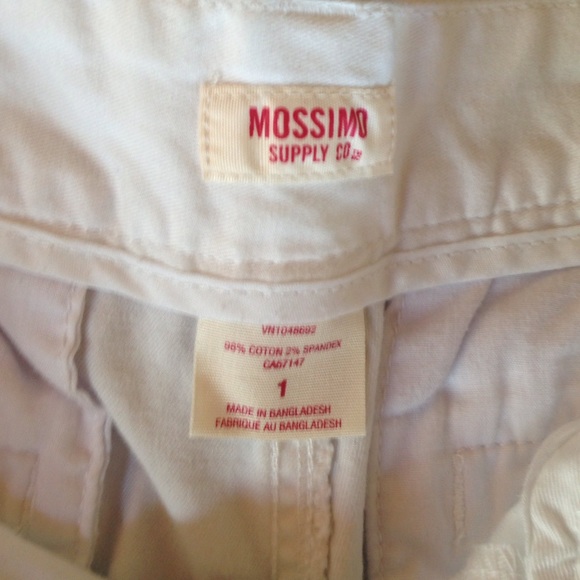 MOSSIMO
SUPPLY CO
VN1048692
98% COTON 2% SPANDEX
CA67147
1
MADE IN BANGLADESH
FABRIQUE AU BANGLADESH